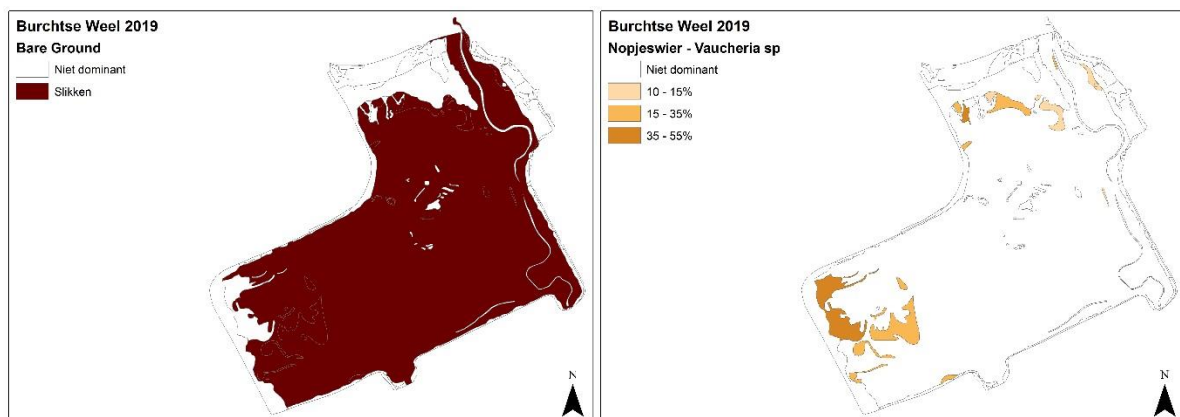 Burchtse Weel 2019
Bare Ground
Niet dominant
Slikken
N
Burchtse Weel 2019
Nopjeswier - Vaucheria sp
Niet dominant
10 - 15%
15 - 35%
35 - 55%
N